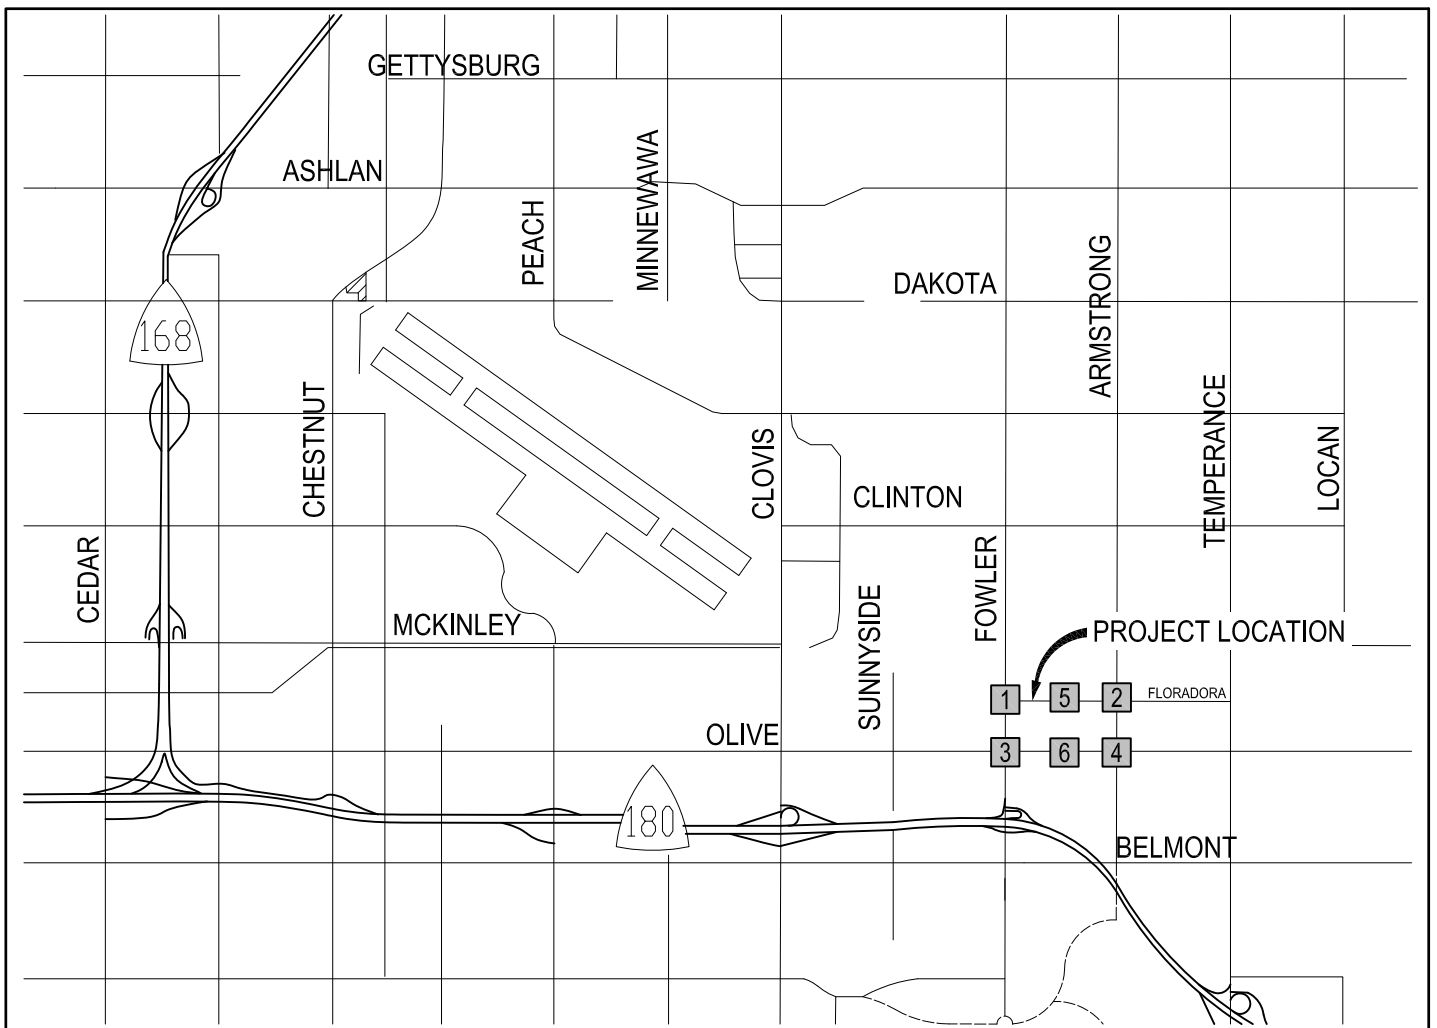 GETTYSBURG
ASHLAN
MINNEWAWA
PEACH
ARMSTRONG
DAKOTA
168
CHESTNUT
TEMPERANCE
CLOVIS
LOCAN
CLINTON
CEDAR
FOWLER
SUNNYSIDE
MCKINLEY
PROJECT LOCATION
1
5
2
FLORADORA
OLIVE
3
6
4
180
BELMONT